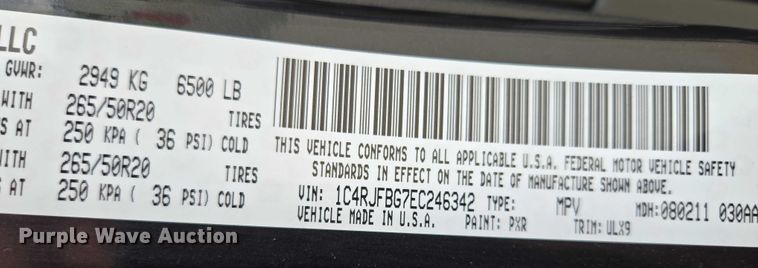 LLC
GVWR: 2949 KG 6500 LB
WITH 265/50R20 TIRES
S AT 250 KPA ( 36 PSI) COLD
WITH 265/50R20 TIRES
S AT 250 KPA ( 36 PSI) COLD
THIS VEHICLE CONFORMS TO ALL APPLICABLE U.S.A. FEDERAL MOTOR VEHICLE SAFETY
STANDARDS IN EFFECT ON THE DATE OF MANUFACTURE SHOWN ABOVE.
VIN: 1C4RJFBG7EC246342 TYPE: MPV MDH: 080211 030AA
VEHICLE MADE IN U.S.A. PAINT: PXR TRIM: ULX9
Purple Wave Auction